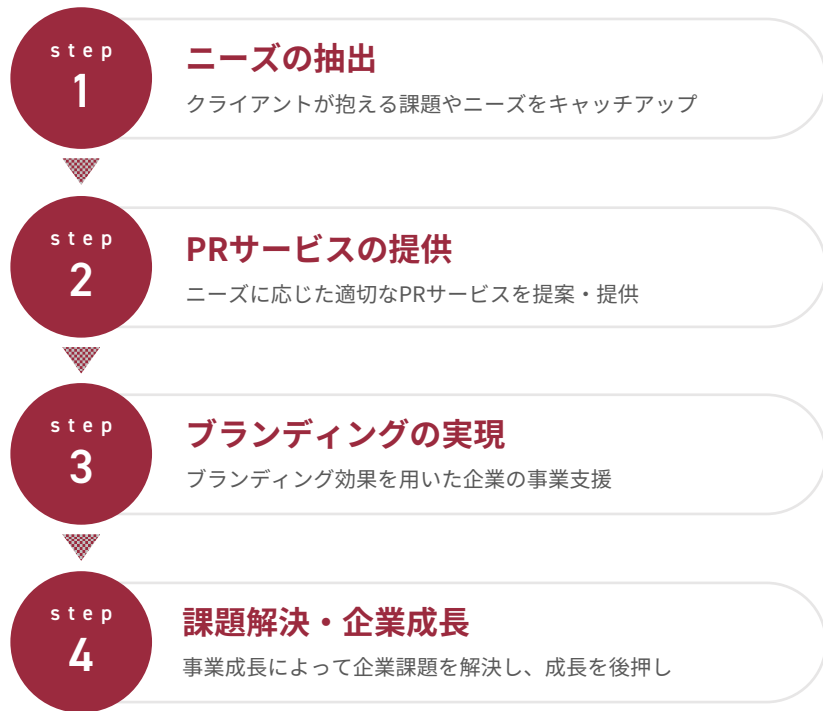 step
1
ニーズの抽出
クライアントが抱える課題やニーズをキャッチアップ
step
2
PRサービスの提供
ニーズに応じた適切なPRサービスを提案・提供
step
3
ブランディングの実現
ブランディング効果を用いた企業の事業支援
step
4
課題解決・企業成長
事業成長によって企業課題を解決し、成長を後押し